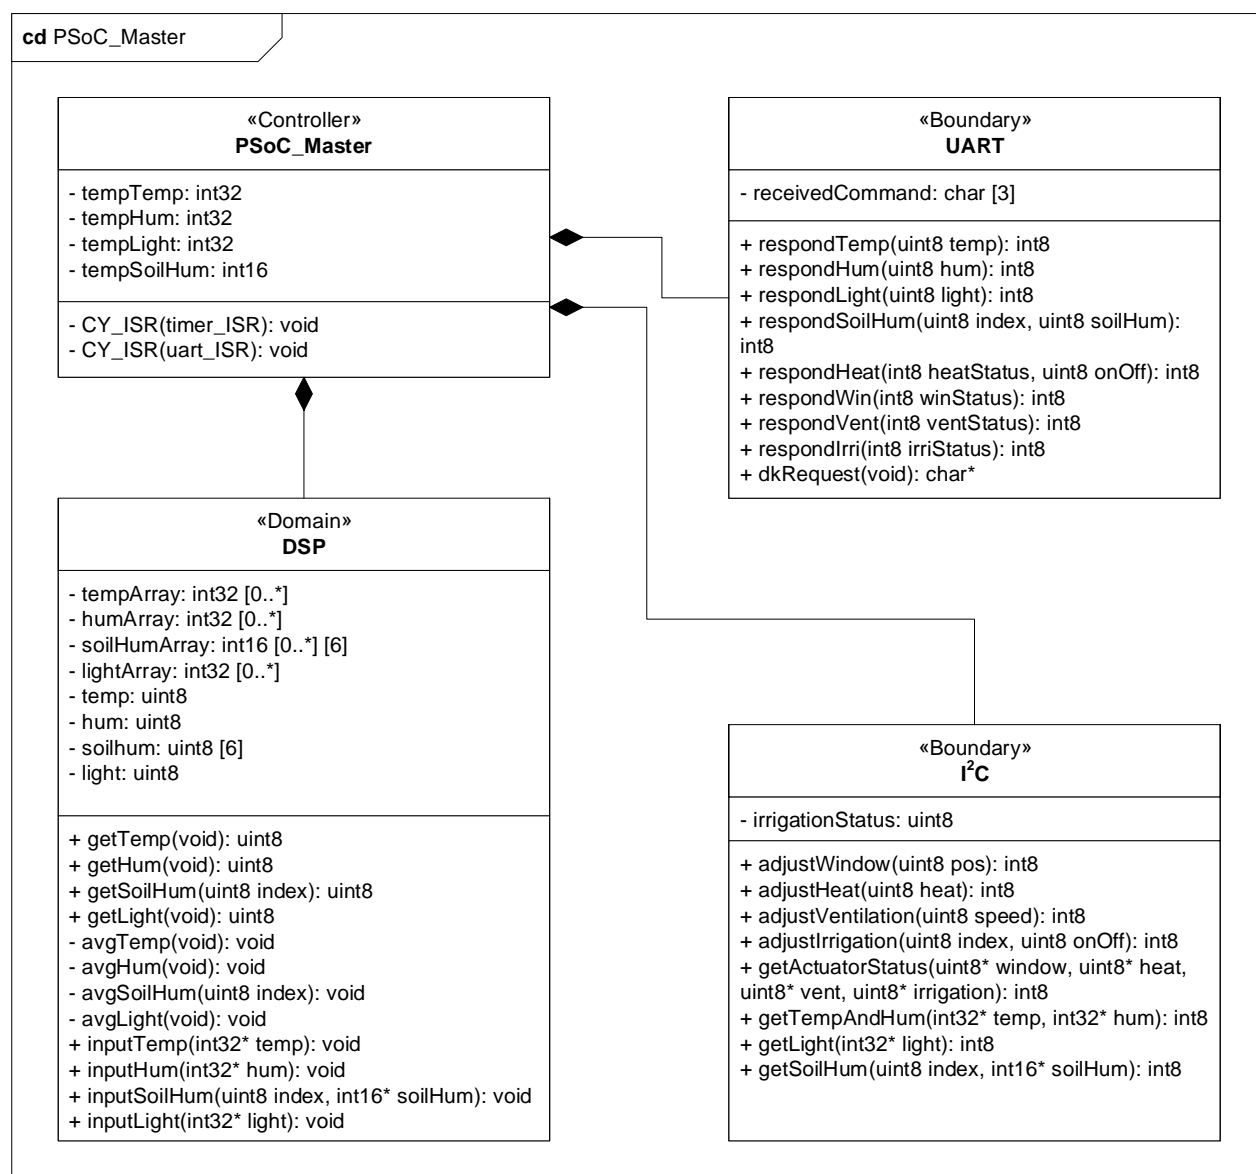 cd PSoC_Master
«Controller»
PSoC_Master
- tempTemp: int32
- tempHum: int32
- tempLight: int32
- tempSoilHum: int16
- CY_ISR(timer_ISR): void
- CY_ISR(uart_ISR): void
«Boundary»
UART
- receivedCommand: char [3]
+ respondTemp(uint8 temp): int8
+ respondHum(uint8 hum): int8
+ respondLight(uint8 light): int8
+ respondSoilHum(uint8 index, uint8 soilHum):
int8
+ respondHeat(int8 heatStatus, uint8 onOff): int8
+ respondWin(int8 winStatus): int8
+ respondVent(int8 ventStatus): int8
+ respondIrri(int8 irriStatus): int8
+ dkRequest(void): char*
«Domain»
DSP
- tempArray: int32 [0..*]
- humArray: int32 [0..*]
- soilHumArray: int16 [0..*] [6]
- lightArray: int32 [0..*]
- temp: uint8
- hum: uint8
- soilhum: uint8 [6]
- light: uint8
+ getTemp(void): uint8
+ getHum(void): uint8
+ getSoilHum(uint8 index): uint8
+ getLight(void): uint8
- avgTemp(void): void
- avgHum(void): void
- avgSoilHum(uint8 index): void
- avgLight(void): void
+ inputTemp(int32* temp): void
+ inputHum(int32* hum): void
+ inputSoilHum(uint8 index, int16* soilHum): void
+ inputLight(int32* light): void
«Boundary»
I²C
- irrigationStatus: uint8
+ adjustWindow(uint8 pos): int8
+ adjustHeat(uint8 heat): int8
+ adjustVentilation(uint8 speed): int8
+ adjustIrrigation(uint8 index, uint8 onOff): int8
+ getActuatorStatus(uint8* window, uint8* heat,
uint8* vent, uint8* irrigation): int8
+ getTempAndHum(int32* temp, int32* hum): int8
+ getLight(int32* light): int8
+ getSoilHum(uint8 index, int16* soilHum): int8